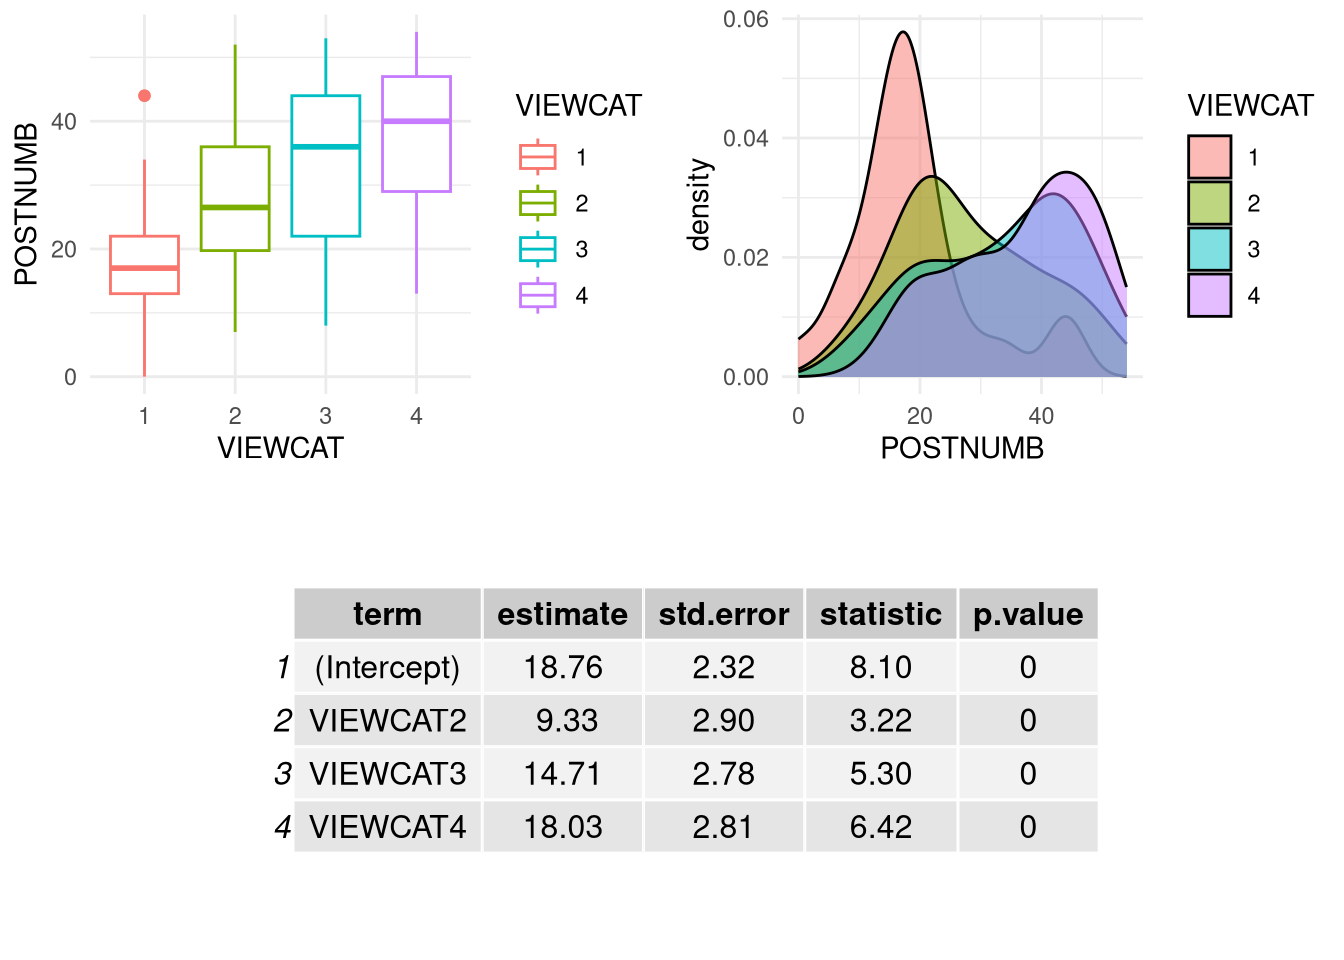 POSTNUMB
40
20
0
1 2 3 4
VIEWCAT
VIEWCAT
1
2
3
4
density
0.06
0.04
0.02
0.00
0 20 40
POSTNUMB
VIEWCAT
1
2
3
4
term estimate std.error statistic p.value
1 (Intercept) 18.76 2.32 8.10 0
2 VIEWCAT2 9.33 2.90 3.22 0
3 VIEWCAT3 14.71 2.78 5.30 0
4 VIEWCAT4 18.03 2.81 6.42 0